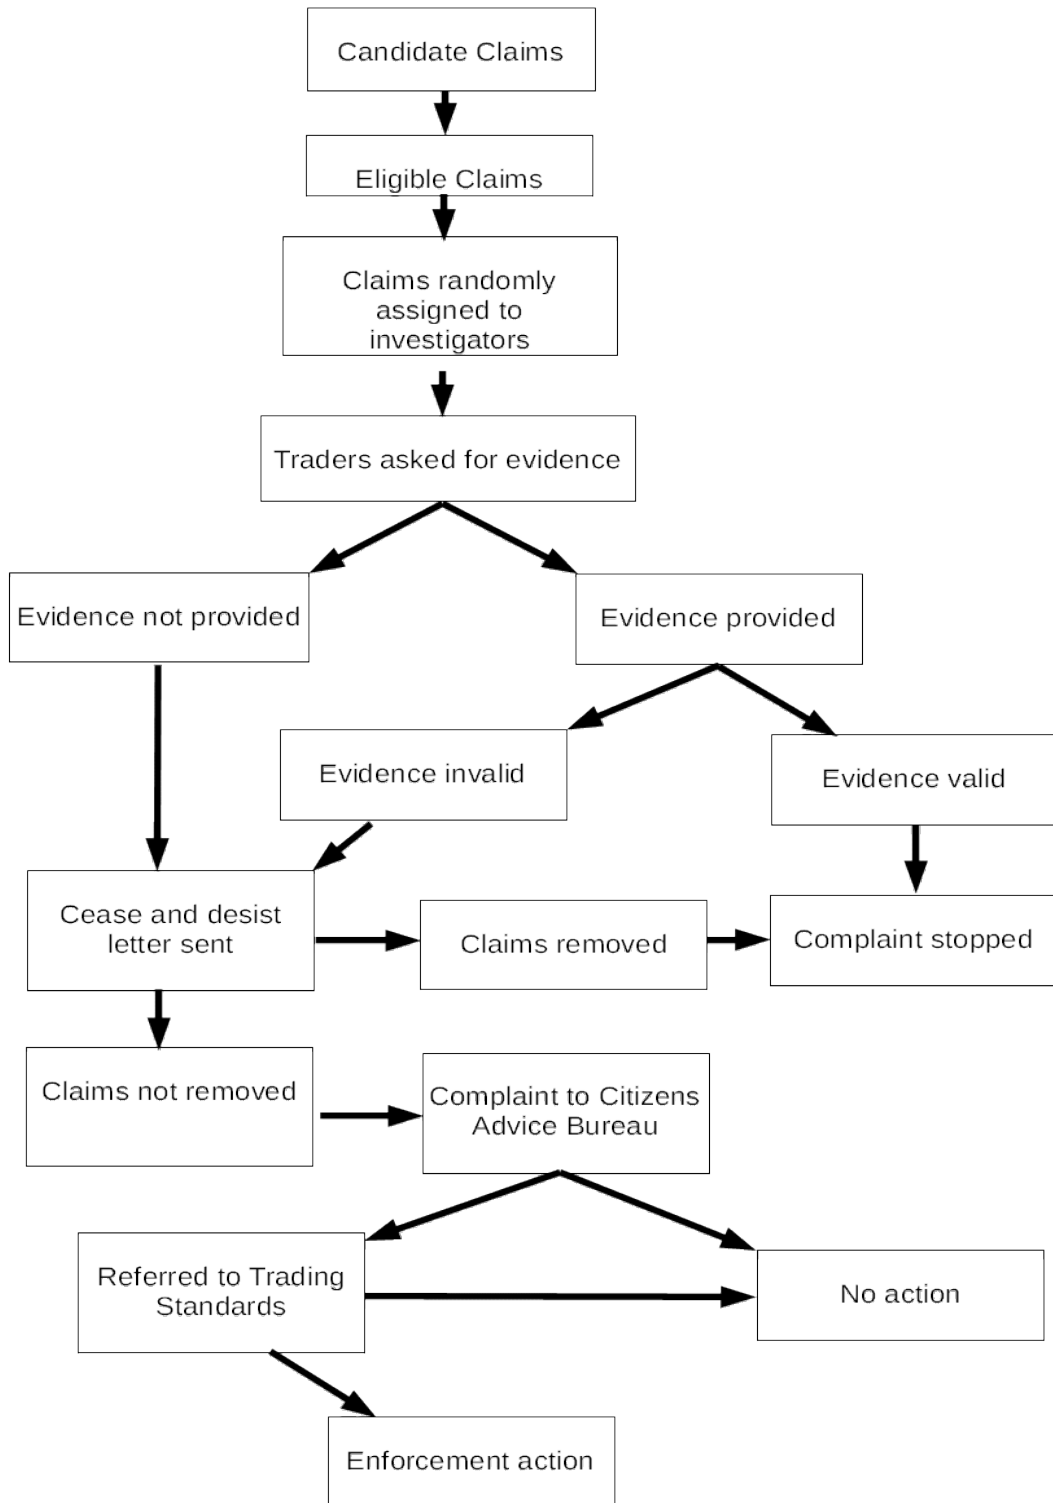 Candidate Claims
Eligible Claims
Claims randomly
assigned to
investigators
Traders asked for evidence
Evidence not provided
Evidence provided
Evidence invalid
Evidence valid
Cease and desist
letter sent
Claims removed
Complaint stopped
Claims not removed
Complaint to Citizens
Advice Bureau
Referred to Trading
Standards
No action
Enforcement action